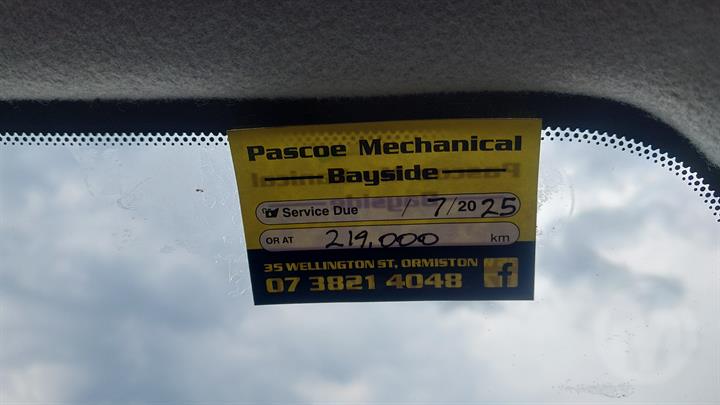 Pascoe Mechanical
Bayside
Service Due / 7/2025
OR AT 219,000 km
35 WELLINGTON ST, ORMISTON
07 3821 4048 f